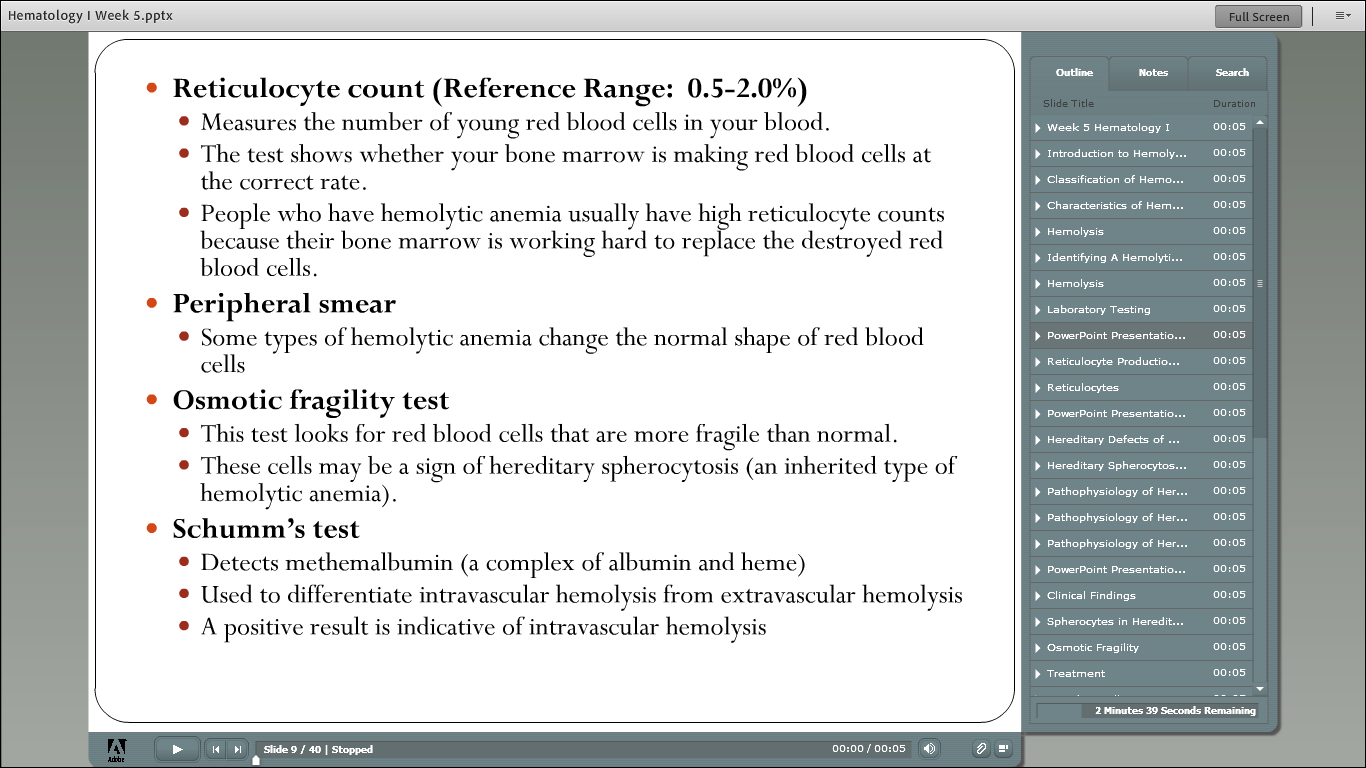 Hematology I Week 5.pptx
Full Screen
Reticulocyte count (Reference Range: 0.5-2.0%)
Measures the number of young red blood cells in your blood.
The test shows whether your bone marrow is making red blood cells at
the correct rate.
People who have hemolytic anemia usually have high reticulocyte counts
because their bone marrow is working hard to replace the destroyed red
blood cells.
Peripheral smear
Some types of hemolytic anemia change the normal shape of red blood
cells
Osmotic fragility test
This test looks for red blood cells that are more fragile than normal.
These cells may be a sign of hereditary spherocytosis (an inherited type of
hemolytic anemia).
Schumm's test
Detects methemalbumin (a complex of albumin and heme)
Used to differentiate intravascular hemolysis from extravascular hemolysis
A positive result is indicative of intravascular hemolysis
Outline Notes Search
Slide Title Duration
Week 5 Hematology I 00:05
Introduction to Hemoly... 00:05
Classification of Hemo... 00:05
Characteristics of Hem... 00:05
Hemolysis 00:05
Identifying A Hemolyti... 00:05
Hemolysis 00:05
Laboratory Testing 00:05
PowerPoint Presentatio... 00:05
Reticulocyte Productio... 00:05
Reticulocytes 00:05
PowerPoint Presentatio... 00:05
Hereditary Defects of ... 00:05
Hereditary Spherocytos... 00:05
Pathophysiology of Her... 00:05
Pathophysiology of Her... 00:05
Pathophysiology of Her... 00:05
PowerPoint Presentatio... 00:05
Clinical Findings 00:05
Spherocytes in Heredit... 00:05
Osmotic Fragility 00:05
Treatment 00:05
2 Minutes 39 Seconds Remaining
Adobe
Slide 9 / 40 | Stopped
00:00 / 00:05